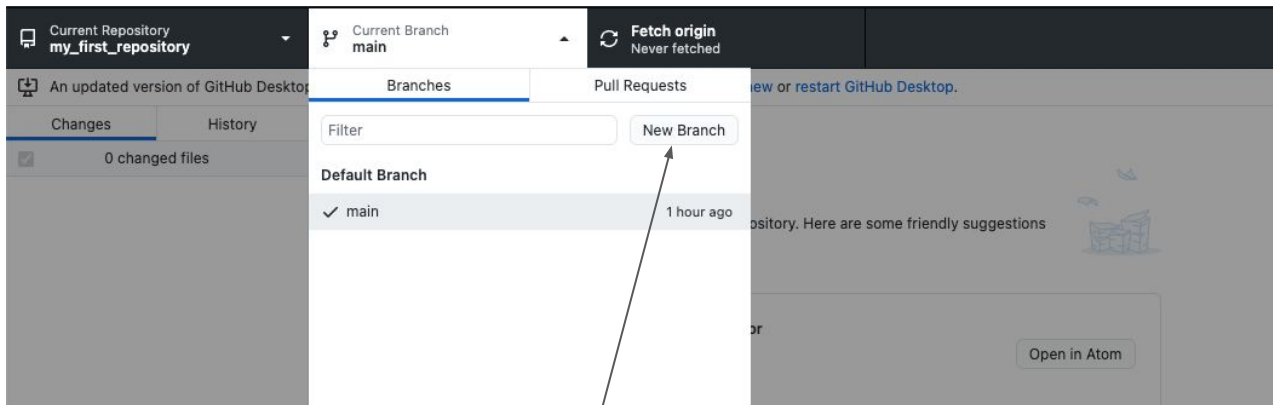 Current Repository
my_first_repository
Current Branch
main
Fetch origin
Never fetched
An updated version of GitHub Desktop
ew or restart GitHub Desktop.
Branches
Pull Requests
Changes
History
Filter
New Branch
0 changed files
Default Branch
main
1 hour ago
ository. Here are some friendly suggestions
or
Open in Atom